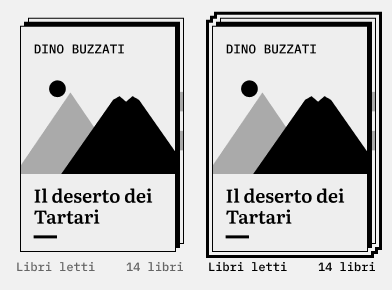 DINO BUZZATI
Il deserto dei
Tartari
Libri letti 14 libri
DINO BUZZATI
Il deserto dei
Tartari
Libri letti 14 libri